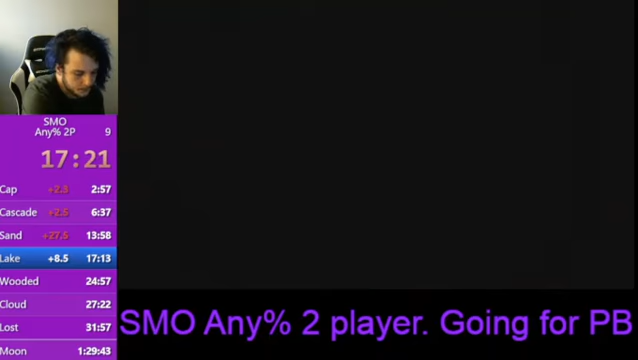 SMO
Any% 2P 9
17:21
Cap +2.3 2:57
Cascade +2.5 6:37
Sand +27.5 13:58
Lake +8.5 17:13
Wooded 24:57
Cloud 27:22
Lost 31:57
Moon 1:29:43
SMO Any% 2 player. Going for PB